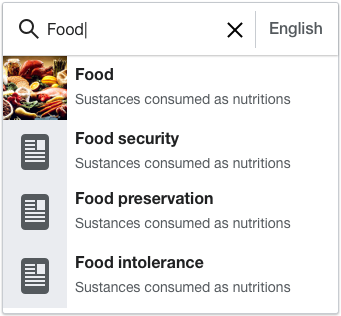 Food
English
Food
Sustances consumed as nutritions
Food security
Sustances consumed as nutritions
Food preservation
Sustances consumed as nutritions
Food intolerance
Sustances consumed as nutritions